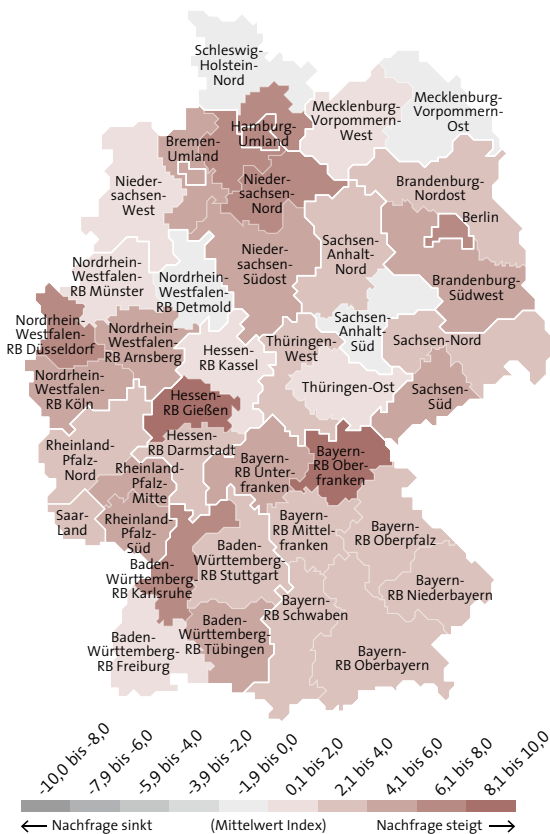 Schleswig-
Holstein-
Nord
Mecklenburg-
Vorpommern-
Ost
Mecklenburg-
Vorpommern-
West
Hamburg-
Umland
Bremen-
Umland
Nieder-
sachsen-
West
Nieder-
sachsen-
Nord
Brandenburg-
Nordost
Berlin
Nieder-
sachsen-
Südost
Sachsen-
Anhalt-
Nord
Nordrhein-
Westfalen-
RB Münster
Nordrhein-
Westfalen-
RB Detmold
Brandenburg-
Südwest
Nordrhein-
Westfalen-
RB Düsseldorf
Nordrhein-
Westfalen-
RB Arnsberg
Sachsen-
Anhalt-
Süd
Hessen-
RB Kassel
Thüringen-
West
Sachsen-Nord
Nordrhein-
Westfalen-
RB Köln
Thüringen-Ost
Sachsen-
Süd
Hessen-
RB Gießen
Hessen-
RB Darmstadt
Rheinland-
Pfalz-
Nord
Rheinland-
Pfalz-
Mitte
Bayern-
RB Unter-
franken
Bayern-
RB Ober-
franken
Saar-
Land
Rheinland-
Pfalz-
Süd
Bayern-
RB Mittel-
franken
Bayern-
RB Oberpfalz
Baden-
Württemberg-
RB Stuttgart
Baden-
Württemberg-
RB Karlsruhe
Bayern-
RB Niederbayern
Bayern-
RB Schwaben
Baden-
Württemberg-
RB Freiburg
Baden-
Württemberg-
RB Tübingen
Bayern-
RB Oberbayern
-10,0 bis -8,0
-7,9 bis -6,0
-5,9 bis -4,0
-3,9 bis -2,0
-1,9 bis 0,0
0,1 bis 2,0
2,1 bis 4,0
4,1 bis 6,0
6,1 bis 8,0
8,1 bis 10,0
← Nachfrage sinkt (Mittelwert Index) Nachfrage steigt →